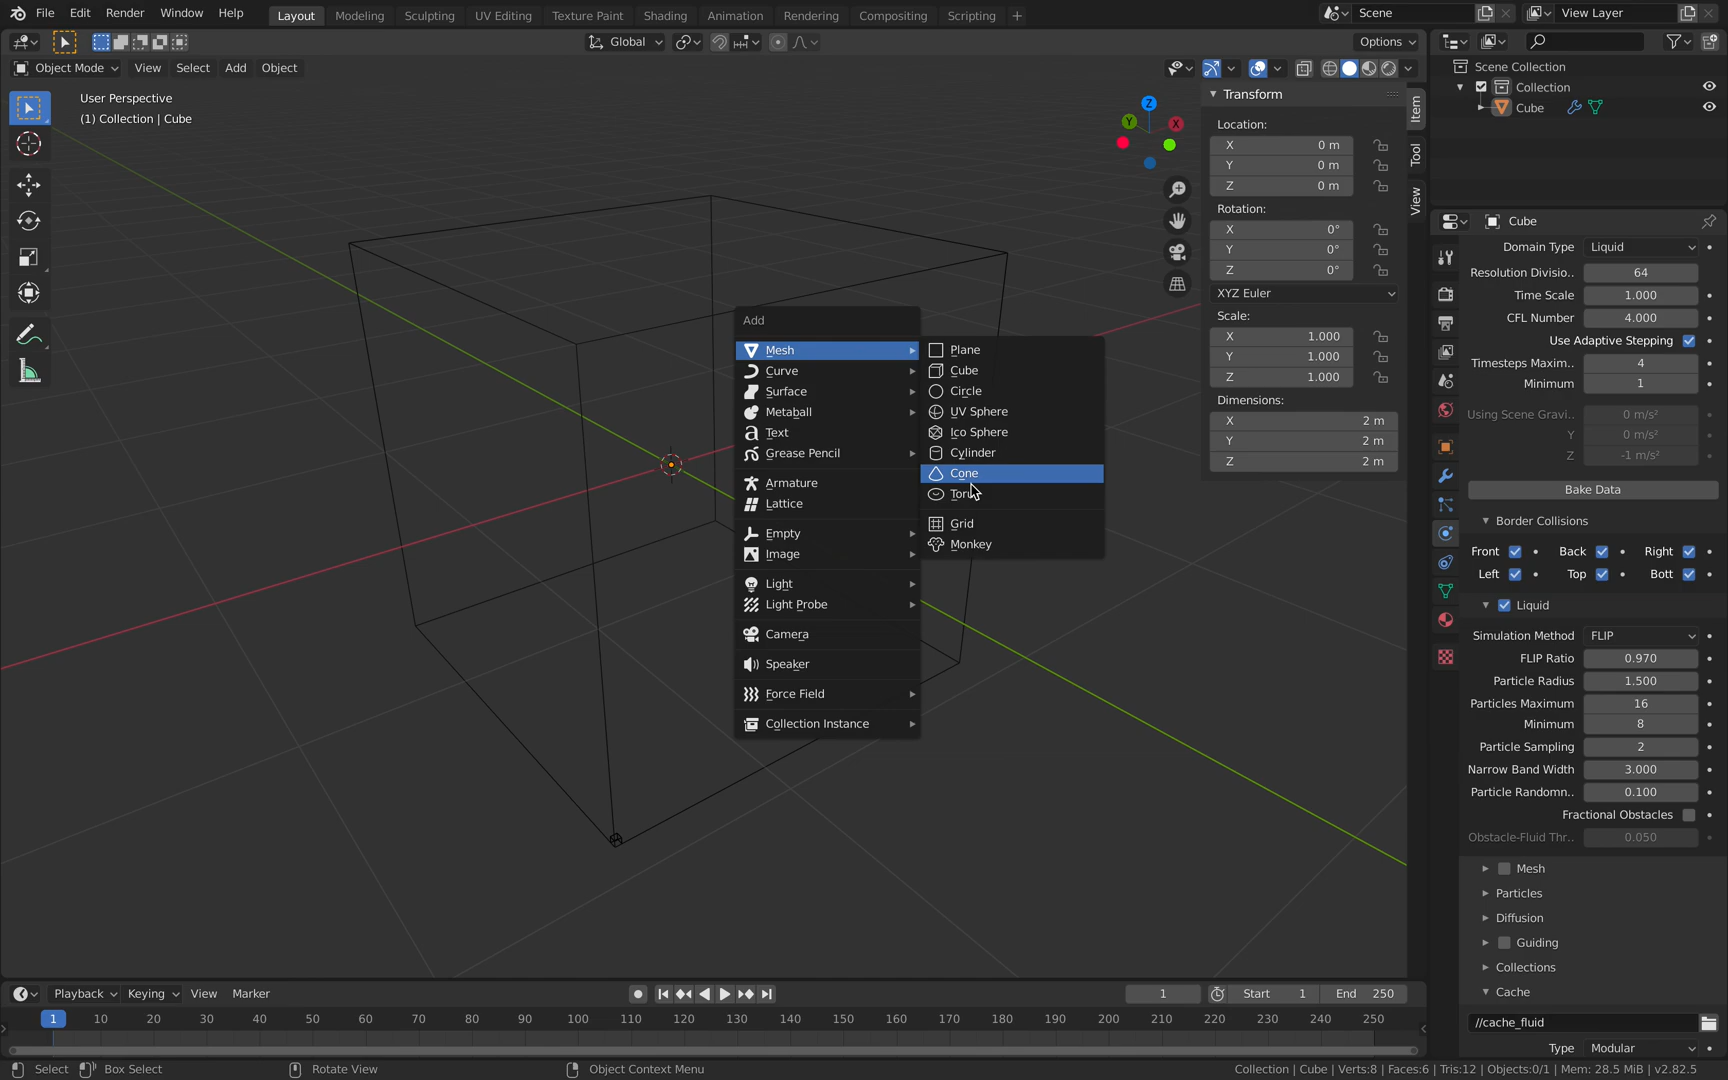 File Edit Render Window Help Layout Modeling Sculpting UV Editing Texture Paint Shading Animation Rendering Compositing Scripting + Scene View Layer
Global Options
Object Mode View Select Add Object
User Perspective
(1) Collection | Cube
Z
Y X
Transform
Location:
X 0 m
Y 0 m
Z 0 m
Rotation:
X 0°
Y 0°
Z 0°
XYZ Euler
Scale:
X 1.000
Y 1.000
Z 1.000
Dimensions:
X 2 m
Y 2 m
Z 2 m
Item
Tool
View
Add
Mesh
Curve
Surface
Metaball
Text
Grease Pencil
Armature
Lattice
Empty
Image
Light
Light Probe
Camera
Speaker
Force Field
Collection Instance
Plane
Cube
Circle
UV Sphere
Ico Sphere
Cylinder
Cone
Grid
Monkey
Scene Collection
Collection
Cube
Cube
Domain Type Liquid
Resolution Divisio.. 64
Time Scale 1.000
CFL Number 4.000
Use Adaptive Stepping
Timesteps Maxim.. 4
Minimum 1
Using Scene Gravi.. 0 m/s²
Y 0 m/s²
Z -1 m/s²
Bake Data
Border Collisions
Front Back Right
Left Top Bott
Liquid
Simulation Method FLIP
FLIP Ratio 0.970
Particle Radius 1.500
Particles Maximum 16
Minimum 8
Particle Sampling 2
Narrow Band Width 3.000
Particle Randomn.. 0.100
Fractional Obstacles
Obstacle-Fluid Thr.. 0.050
Mesh
Particles
Diffusion
Guiding
Collections
Cache
//cache_fluid
Type Modular
Playback Keying View Marker 1 Start 1 End 250
1 10 20 30 40 50 60 70 80 90 100 110 120 130 140 150 160 170 180 190 200 210 220 230 240 250
Select Box Select Rotate View Object Context Menu Collection | Cube | Verts:8 | Faces:6 | Tris:12 | Objects:0/1 | Mem: 28.5 MiB | v2.82.5